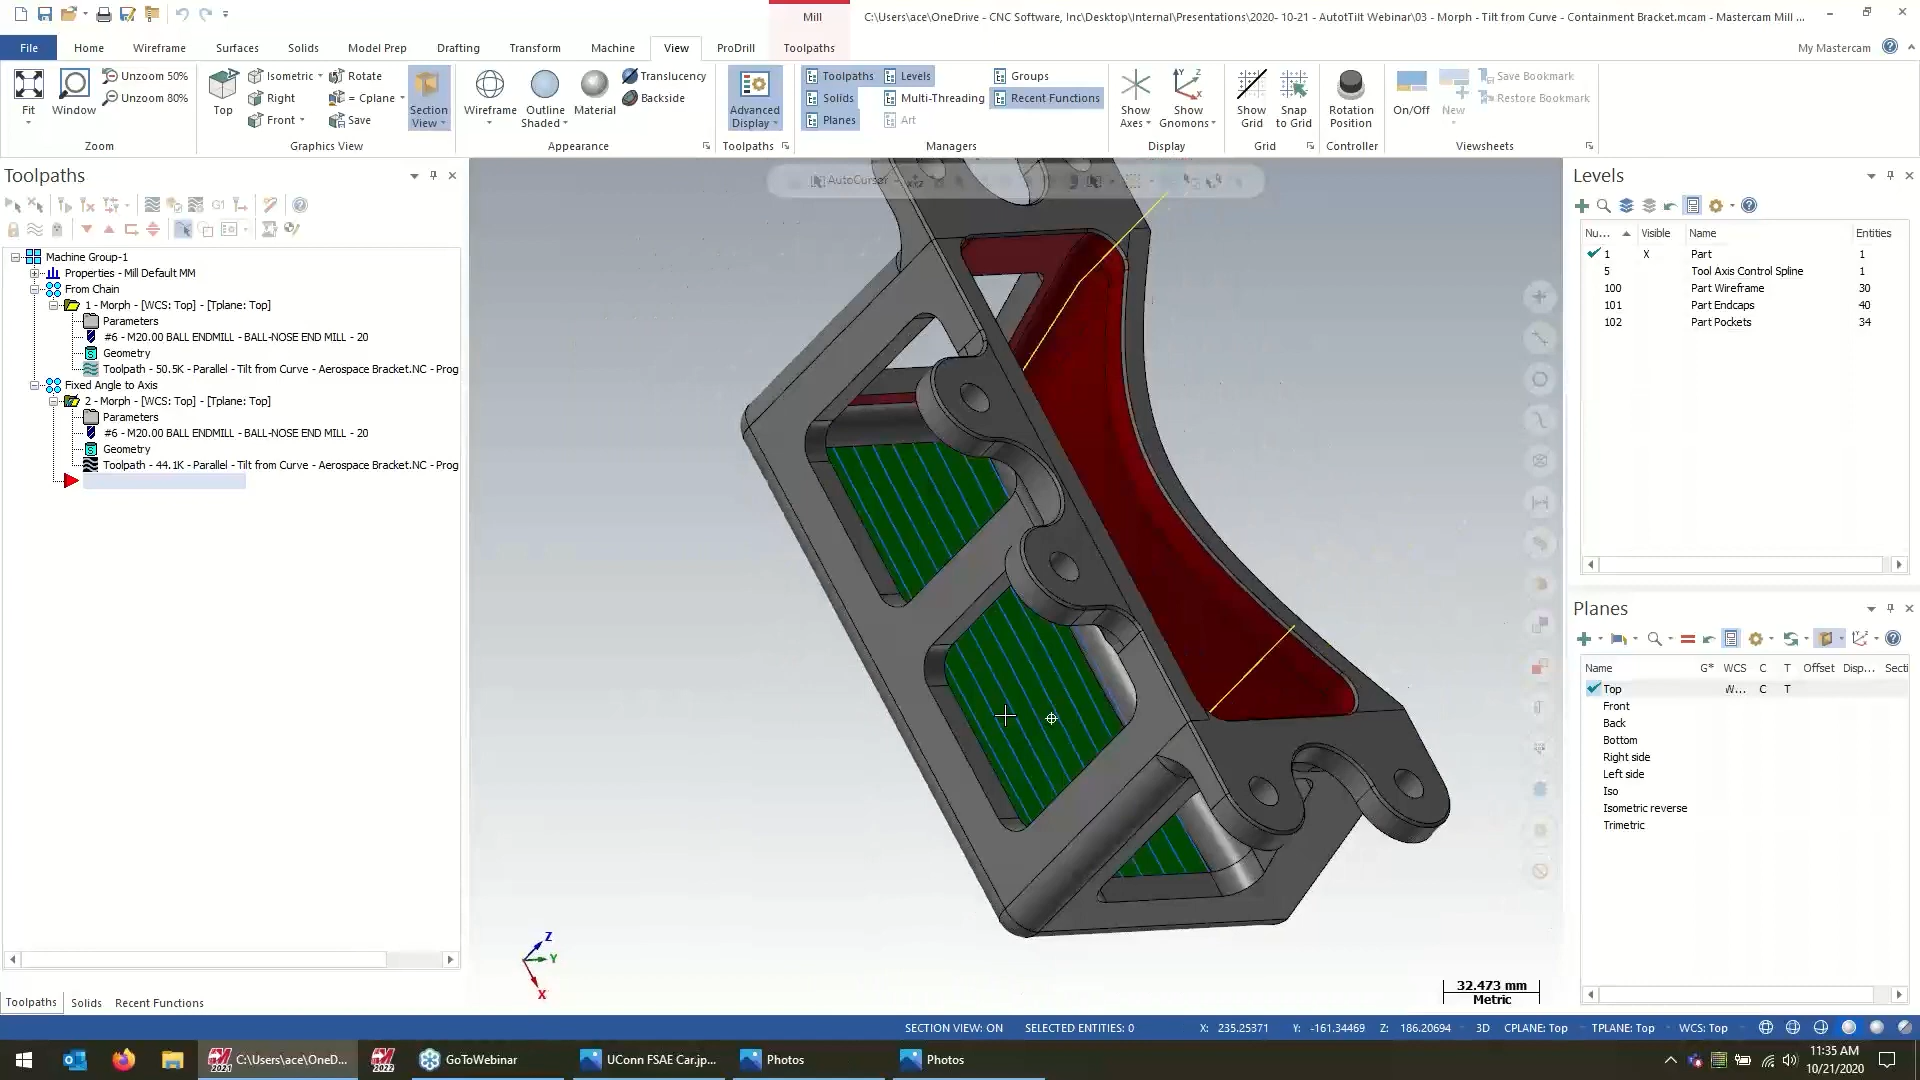 Mill
C:\Users\ace\OneDrive - CNC Software, Inc\Desktop\Internal\Presentations\2020- 10-21 - AutotTilt Webinar\03 - Morph - Tilt from Curve - Containment Bracket.mcam - Mastercam Mill ...
File Home Wireframe Surfaces Solids Model Prep Drafting Transform Machine View ProDrill Toolpaths My Mastercam
Unzoom 50% Isometric Rotate Translucency Toolpaths Levels Groups Save Bookmark
Unzoom 80% Right = Cplane Backside Solids Multi-Threading Recent Functions Restore Bookmark
Front Save Planes Art
Fit Window Top Section View Wireframe Outline Shaded Material Advanced Display Show Axes Show Gnomons Show Grid Snap to Grid Rotation Position On/Off New
Zoom Graphics View Appearance Toolpaths Managers Display Grid Controller Viewsheets
Toolpaths
G1
Machine Group-1
Properties - Mill Default MM
From Chain
1 - Morph - [WCS: Top] - [Tplane: Top]
Parameters
#6 - M20.00 BALL ENDMILL - BALL-NOSE END MILL - 20
Geometry
Toolpath - 50.5K - Parallel - Tilt from Curve - Aerospace Bracket.NC - Prog
Fixed Angle to Axis
2 - Morph - [WCS: Top] - [Tplane: Top]
Parameters
#6 - M20.00 BALL ENDMILL - BALL-NOSE END MILL - 20
Geometry
Toolpath - 44.1K - Parallel - Tilt from Curve - Aerospace Bracket.NC - Prog
Toolpaths Solids Recent Functions
AutoCursor
Z
Y
X
32.473 mm
Metric
Levels
Nu... Visible Name Entities
1 X Part 1
5 Tool Axis Control Spline 1
100 Part Wireframe 30
101 Part Endcaps 40
102 Part Pockets 34
Planes
Name G* WCS C T Offset Disp... Secti
Top W... C T
Front
Back
Bottom
Right side
Left side
Iso
Isometric reverse
Trimetric
SECTION VIEW: ON SELECTED ENTITIES: 0 X: 235.25371 Y: -161.34469 Z: 186.20694 3D CPLANE: Top TPLANE: Top WCS: Top
2021 C:\Users\ace\OneD... 2022 GoToWebinar UConn FSAE Car.jp... Photos Photos
11:35 AM
10/21/2020